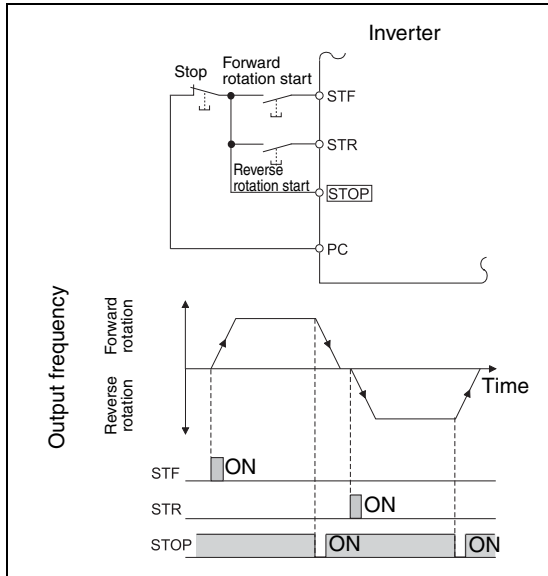 Inverter
Stop
Forward
rotation start
STF
STR
Reverse
rotation start
STOP
PC
Output frequency
Forward
rotation
Reverse
rotation
Time
STF
ON
STR
ON
STOP
ON
ON